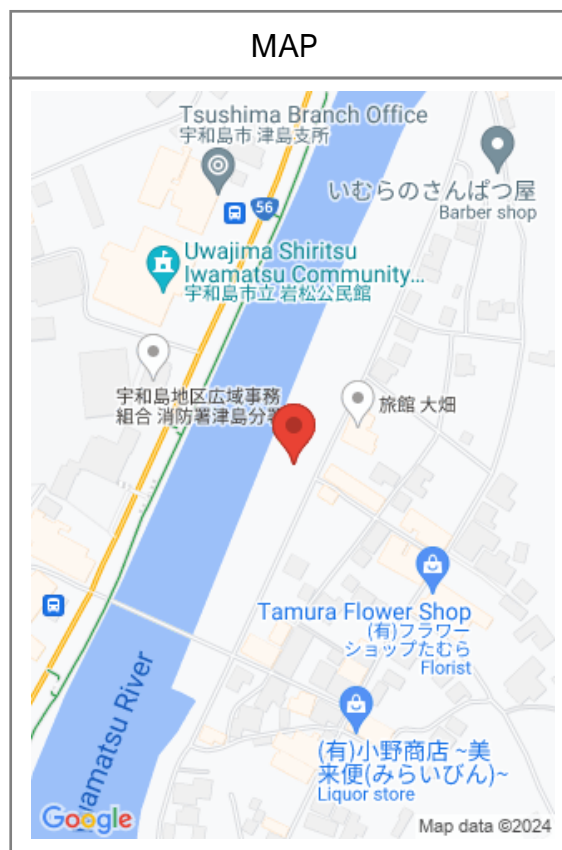 MAP
Tsushima Branch Office
宇和島市 津島支所
56
いむらのさんぱつ屋
Barber shop
Uwajima Shiritsu
Iwamatsu Community...
宇和島市立 岩松公民館
宇和島地区広域事務
組合 消防署津島分署
旅館 大畑
Tamura Flower Shop
(有)フラワー
ショップたむら
Florist
(有)小野商店 ~美
来便(みらいびん)~
Liquor store
Iwamatsu River
Google
Map data ©2024